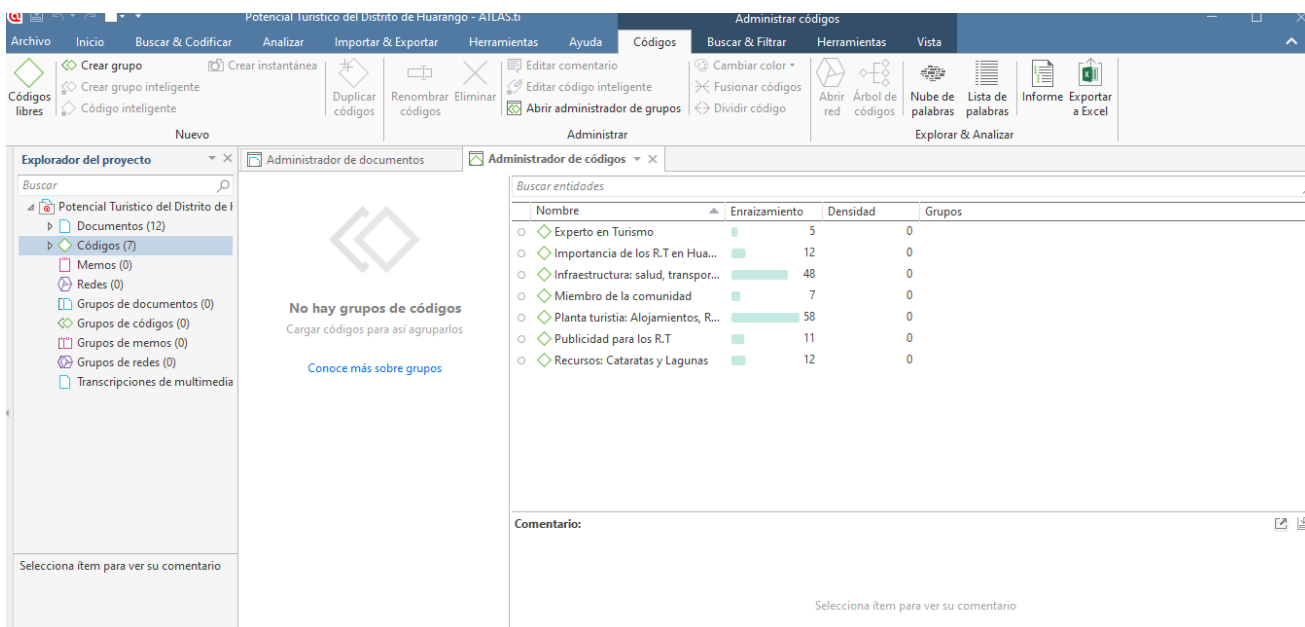 Potencial Turistico del Distrito de Huarango - ATLAS.ti
Administrar códigos
Archivo Inicio Buscar & Codificar Analizar Importar & Exportar Herramientas Ayuda Códigos Buscar & Filtrar Herramientas Vista
Códigos libres
Crear grupo
Crear grupo inteligente
Código inteligente
Crear instantánea
Nuevo
Duplicar códigos
Renombrar códigos
Eliminar
Editar comentario
Editar código inteligente
Abrir administrador de grupos
Cambiar color
Fusionar códigos
Dividir código
Administrar
Abrir red
Árbol de códigos
Nube de palabras
Lista de palabras
Informe
Exportar a Excel
Explorar & Analizar
Explorador del proyecto
Buscar
Potencial Turistico del Distrito de H
Documentos (12)
Códigos (7)
Memos (0)
Redes (0)
Grupos de documentos (0)
Grupos de códigos (0)
Grupos de memos (0)
Grupos de redes (0)
Transcripciones de multimedia
Selecciona ítem para ver su comentario
Administrador de documentos
Administrador de códigos
No hay grupos de códigos
Cargar códigos para así agruparlos
Conoce más sobre grupos
Buscar entidades
Nombre Enraizamiento Densidad Grupos
Experto en Turismo 5 0
Importancia de los R.T en Hua... 12 0
Infraestructura: salud, transpor... 48 0
Miembro de la comunidad 7 0
Planta turistia: Alojamientos, R... 58 0
Publicidad para los R.T 11 0
Recursos: Cataratas y Lagunas 12 0
Comentario:
Selecciona ítem para ver su comentario